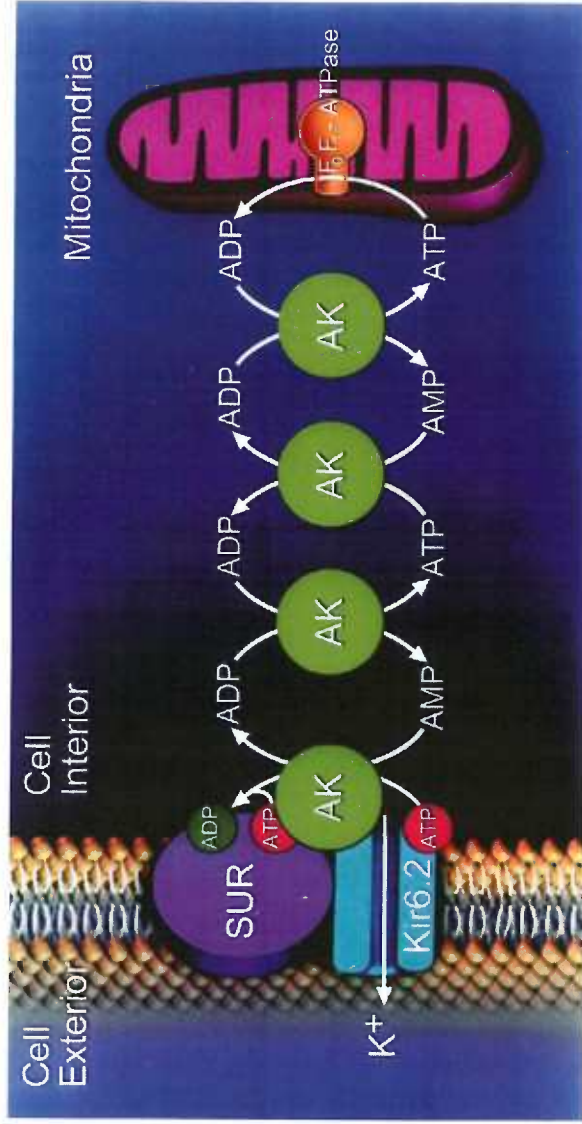 Cell
Exterior
Cell
Interior
Mitochondria
SUR
ADP
ATP
AK
Kir6.2
ATP
K⁺
ADP
AMP
AK
ADP
ATP
AK
ADP
AMP
AK
ADP
ATP
F₀F₁- ATPase